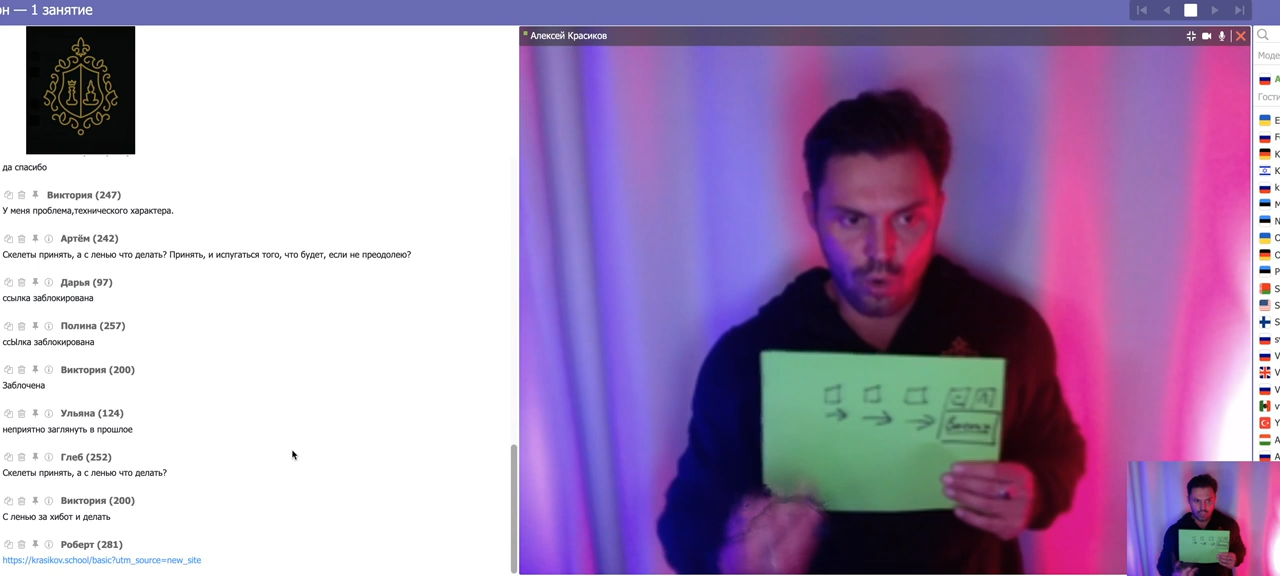 он — 1 занятие
да спасибо
Виктория (247)
У меня проблема,технического характера.
Артём (242)
Скелеты принять, а с ленью что делать? Принять, и испугаться того, что будет, если не преодолею?
Дарья (97)
ссылка заблокирована
Полина (257)
ссЫлка заблокирована
Виктория (200)
Заблочена
Ульяна (124)
неприятно заглянуть в прошлое
Глеб (252)
Скелеты принять, а с ленью что делать?
Виктория (200)
С ленью за хибот и делать
Роберт (281)
https://krasikov.school/basic?utm_source=new_site
Алексей Красиков
Моде
A
Гости
E
F
K
K
k
M
N
O
O
P
S
S
S
sv
V
V
V
v
Y
A
A